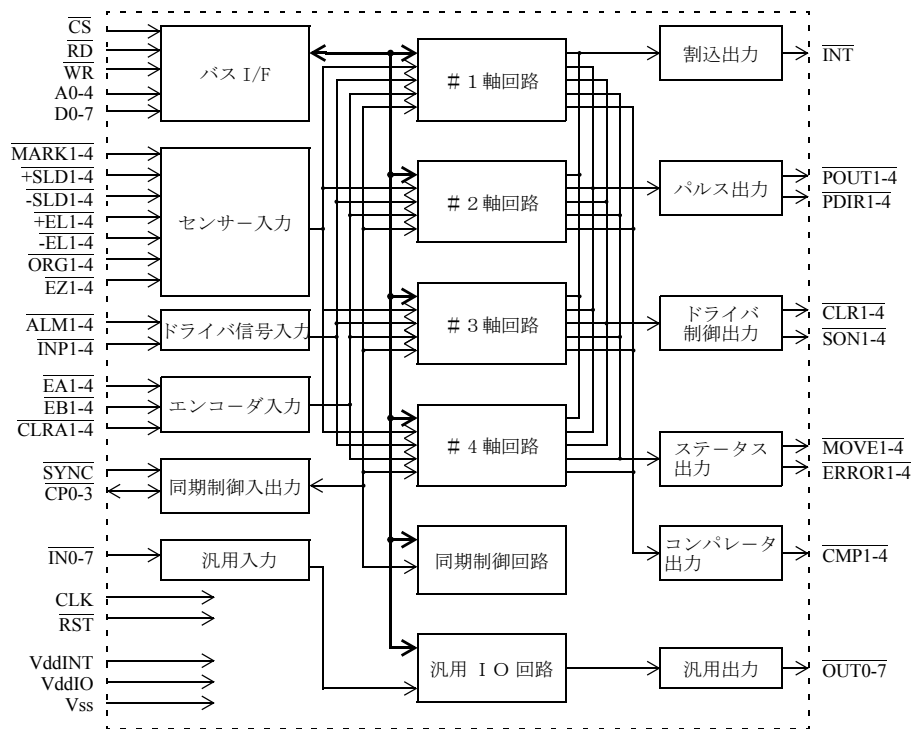 CS
RD
WR
A0-4
D0-7
バス I/F
MARK1-4
+SLD1-4
-SLD1-4
+EL1-4
-EL1-4
ORG1-4
EZ1-4
センサー入力
ALM1-4
INP1-4
ドライバ信号入力
EA1-4
EB1-4
CLRA1-4
エンコーダ入力
SYNC
CP0-3
同期制御入出力
IN0-7
汎用入力
CLK
RST
VddINT
VddIO
Vss
#1軸回路
#2軸回路
#3軸回路
#4軸回路
同期制御回路
汎用 IO 回路
割込出力
INT
パルス出力
POUT1-4
PDIR1-4
ドライバ
制御出力
CLR1-4
SON1-4
ステータス
出力
MOVE1-4
ERROR1-4
コンパレータ
出力
CMP1-4
汎用出力
OUT0-7